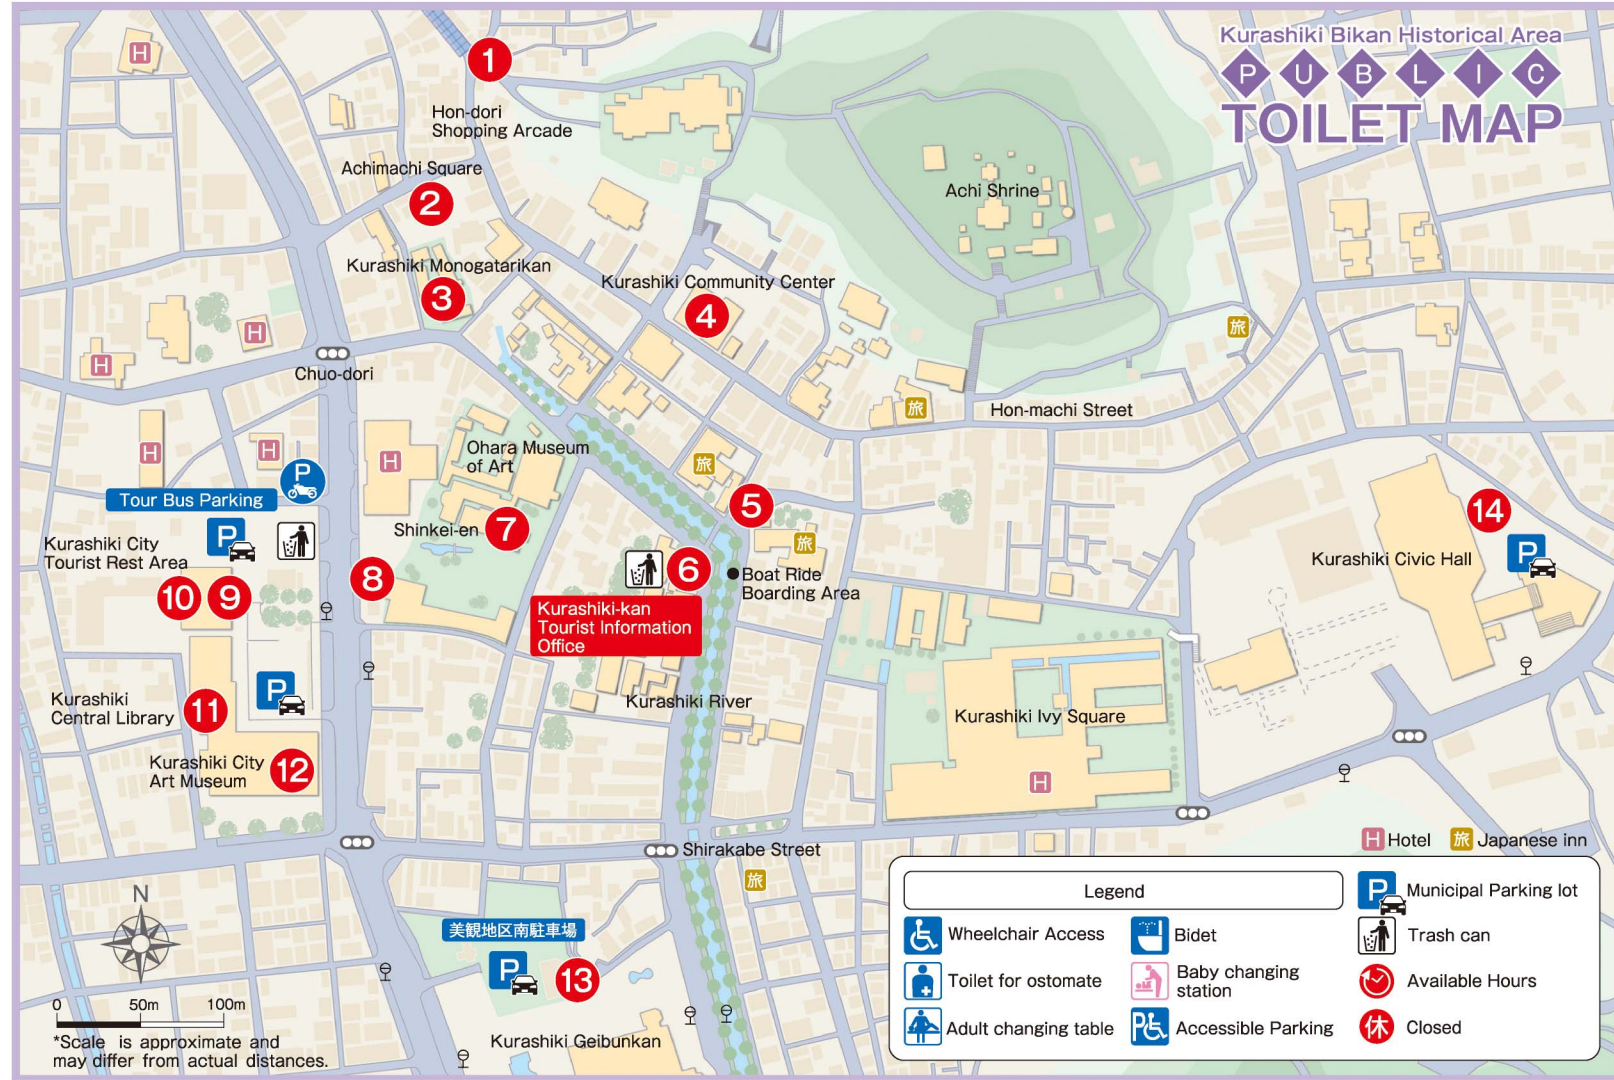 Kurashiki Bikan Historical Area
PUBLIC
TOILET MAP
1
Hon-dori
Shopping Arcade
Achimachi Square
2
Kurashiki Monogatarikan
3
Kurashiki Community Center
4
Achi Shrine
H
H
H
Chuo-dori
旅
旅
Hon-machi Street
H
H
H
Ohara Museum
of Art
旅
P
Tour Bus Parking
5
14
7
Shinkei-en
P
Kurashiki City
Tourist Rest Area
旅
Kurashiki Civic Hall
P
10
9
8
6
Boat Ride
Boarding Area
Kurashiki-kan
Tourist Information
Office
P
Kurashiki
Central Library
11
Kurashiki River
Kurashiki Ivy Square
Kurashiki City
Art Museum
12
H
Shirakabe Street
旅
H Hotel
旅 Japanese inn
N
美観地区南駐車場
P
13
0
50m
100m
*Scale is approximate and
may differ from actual distances.
Kurashiki Geibunkan
Legend
Wheelchair Access
Toilet for ostomate
Adult changing table
Bidet
Baby changing
station
P Accessible Parking
P Municipal Parking lot
Trash can
Available Hours
休 Closed